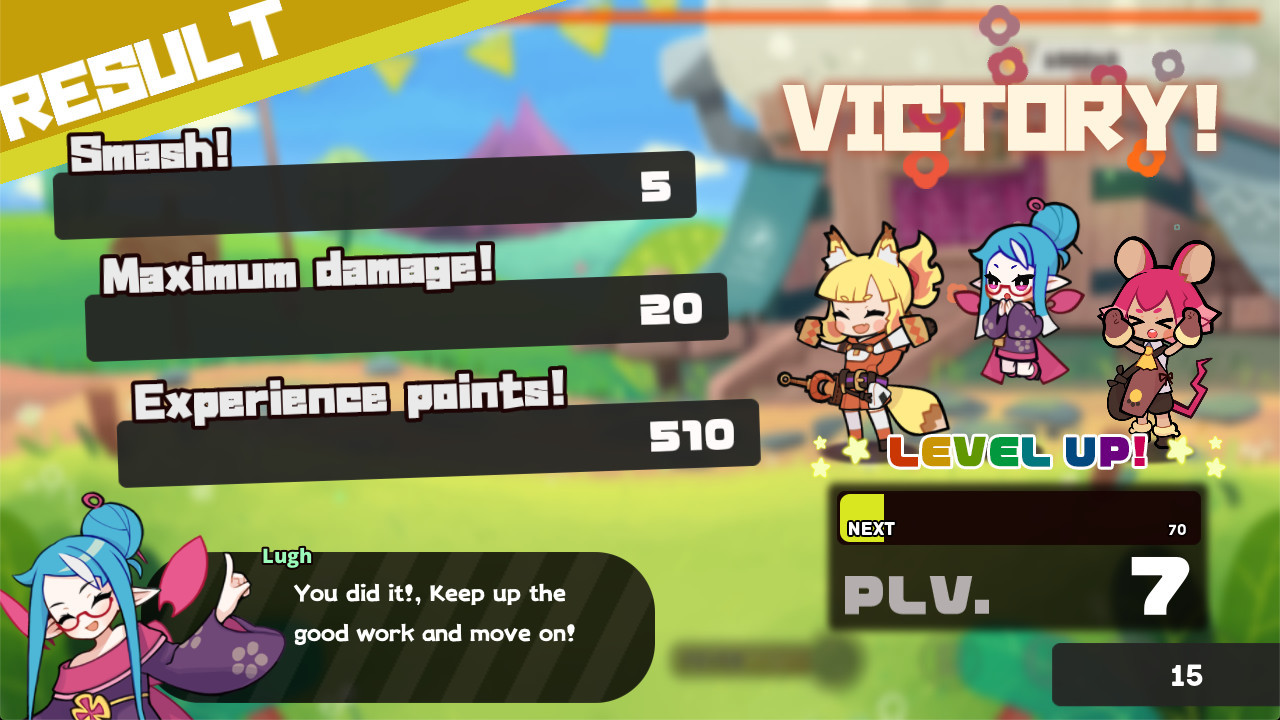 RESULT
Smash!
5
Maximum damage!
20
Experience points!
510
VICTORY!
LEVEL UP!
NEXT
70
PLV.
7
Lugh
You did it!, Keep up the
good work and move on!
15